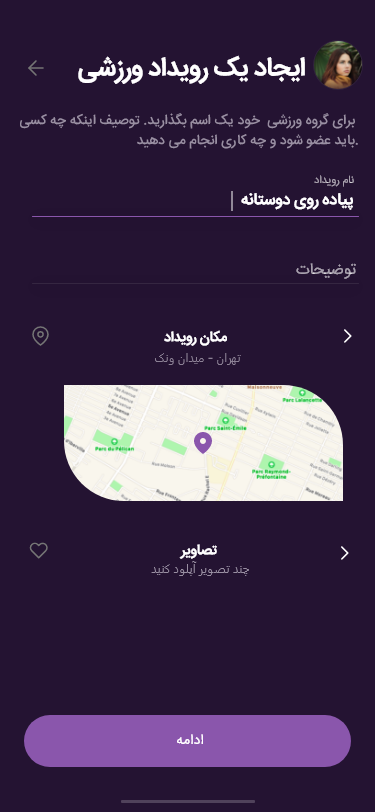 ایجاد یک رویداد ورزشی
برای گروه ورزشی خود یک اسم بگذارید. توصیف اینکه چه کسی
باید عضو شود و چه کاری انجام می دهید.
نام رویداد
پیاده روی دوستانه
توضیحات
مکان رویداد
تهران - میدان ونک
Maisonneuve
Parc Lalancette
Parc Saint-Émile
Parc du Pélican
Parc Raymond
Préfontaine
تصاویر
چند تصویر آپلود کنید
ادامه